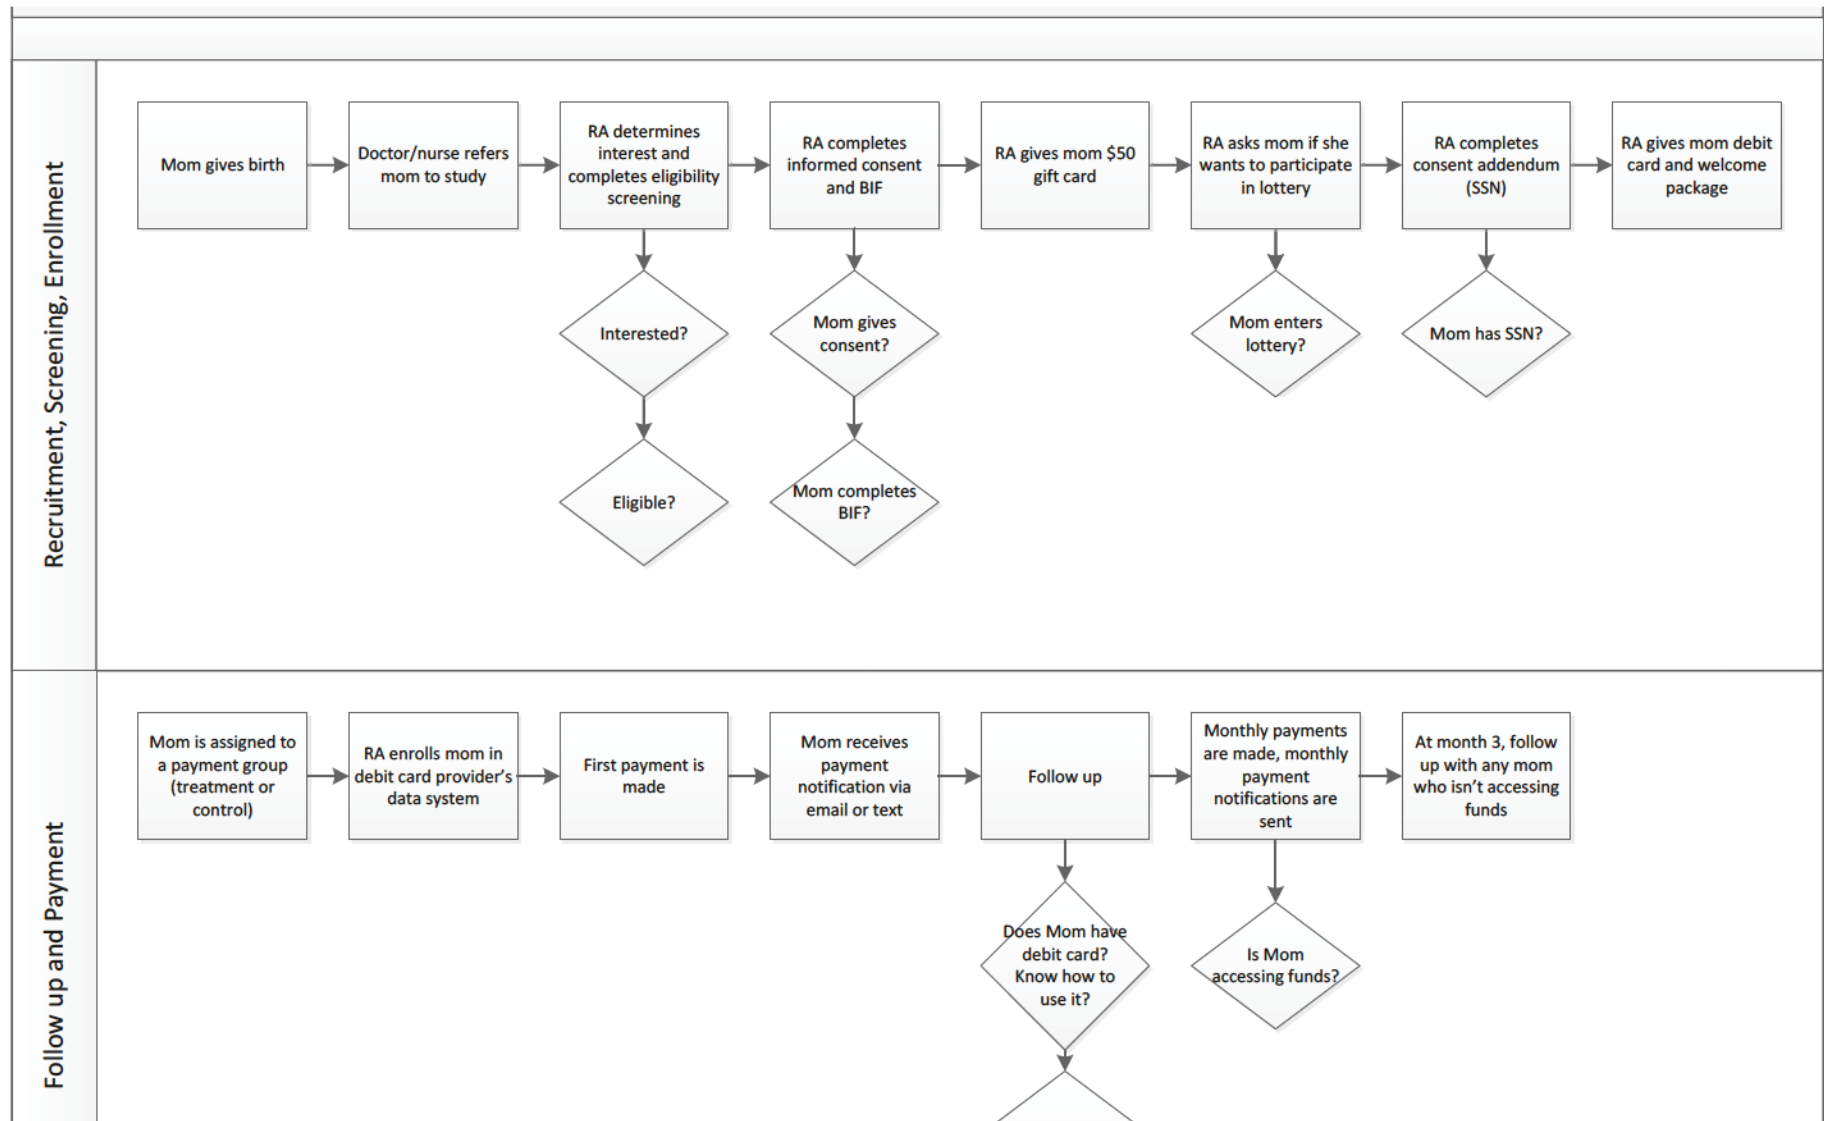 Recruitment, Screening, Enrollment
Mom gives birth
Doctor/nurse refers
mom to study
RA determines
interest and
completes eligibility
screening
RA completes
informed consent
and BIF
RA gives mom $50
gift card
RA asks mom if she
wants to participate
in lottery
RA completes
consent addendum
(SSN)
RA gives mom debit
card and welcome
package
Interested?
Mom gives
consent?
Mom enters
lottery?
Mom has SSN?
Eligible?
Mom completes
BIF?
Follow up and Payment
Mom is assigned to
a payment group
(treatment or
control)
RA enrolls mom in
debit card provider’s
data system
First payment is
made
Mom receives
payment
notification via
email or text
Follow up
Monthly payments
are made, monthly
payment
notifications are
sent
At month 3, follow
up with any mom
who isn’t accessing
funds
Does Mom have
debit card?
Know how to
use it?
Is Mom
accessing funds?